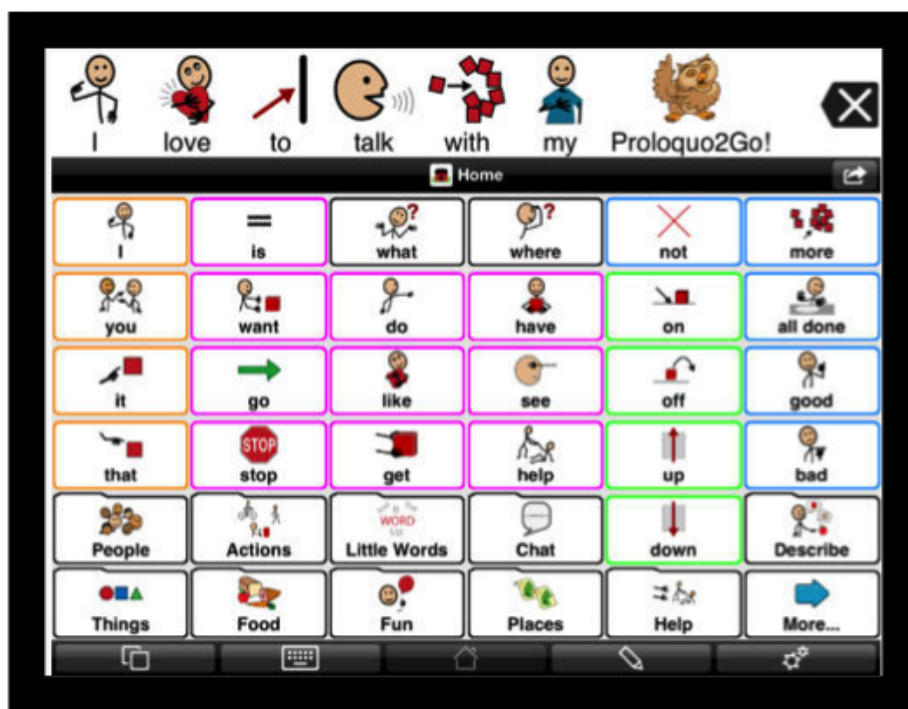 I love to talk with my Proloquo2Go!
Home
I is what where not more
you want do have on all done
it go like see off good
that STOP stop get help up bad
WORD
People Actions Little Words Chat down Describe
Things Food Fun Places Help More...